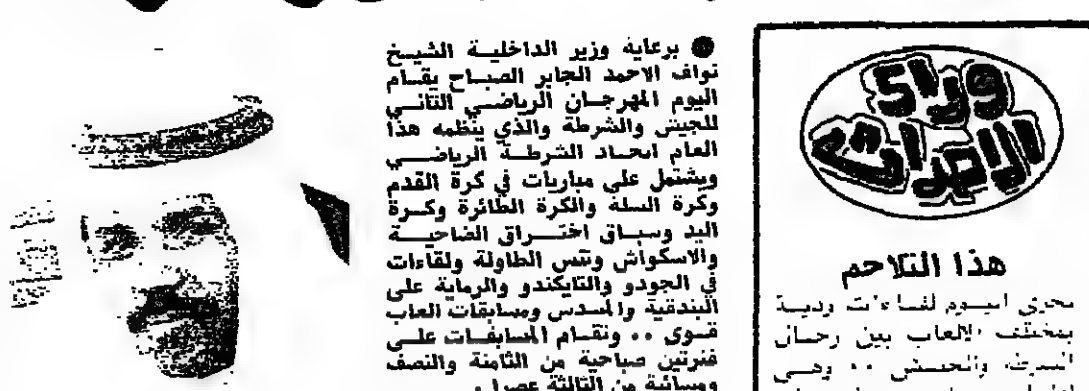 ● برعاية وزير الداخلية الشيخ
نواف الاحمد الجابر الصباح يقام
اليوم المهرجان الرياضي الثاني
للجيش والشرطة والذي ينظمه هذا
العام اتحاد الشرطة الرياضي
ويشتمل على مباريات في كرة القدم
وكرة السلة والكرة الطائرة وكرة
اليد وسباق اختراق الضاحية
والاسكواش وتنس الطاولة ولقاءات
في الجودو والتايكندو والرماية على
البندقية والمسدس ومسابقات العاب
قوى .. وتقام المسابقات على
فترتين صباحية من الثامنة والنصف
ومسائية من الثالثة عصرا .
وراء
الاحداث
هذا التلاحم
تجري اليوم لقاءات ودية
بمختلف الالعاب بين رجال
الشرطة والجيش .. وهي